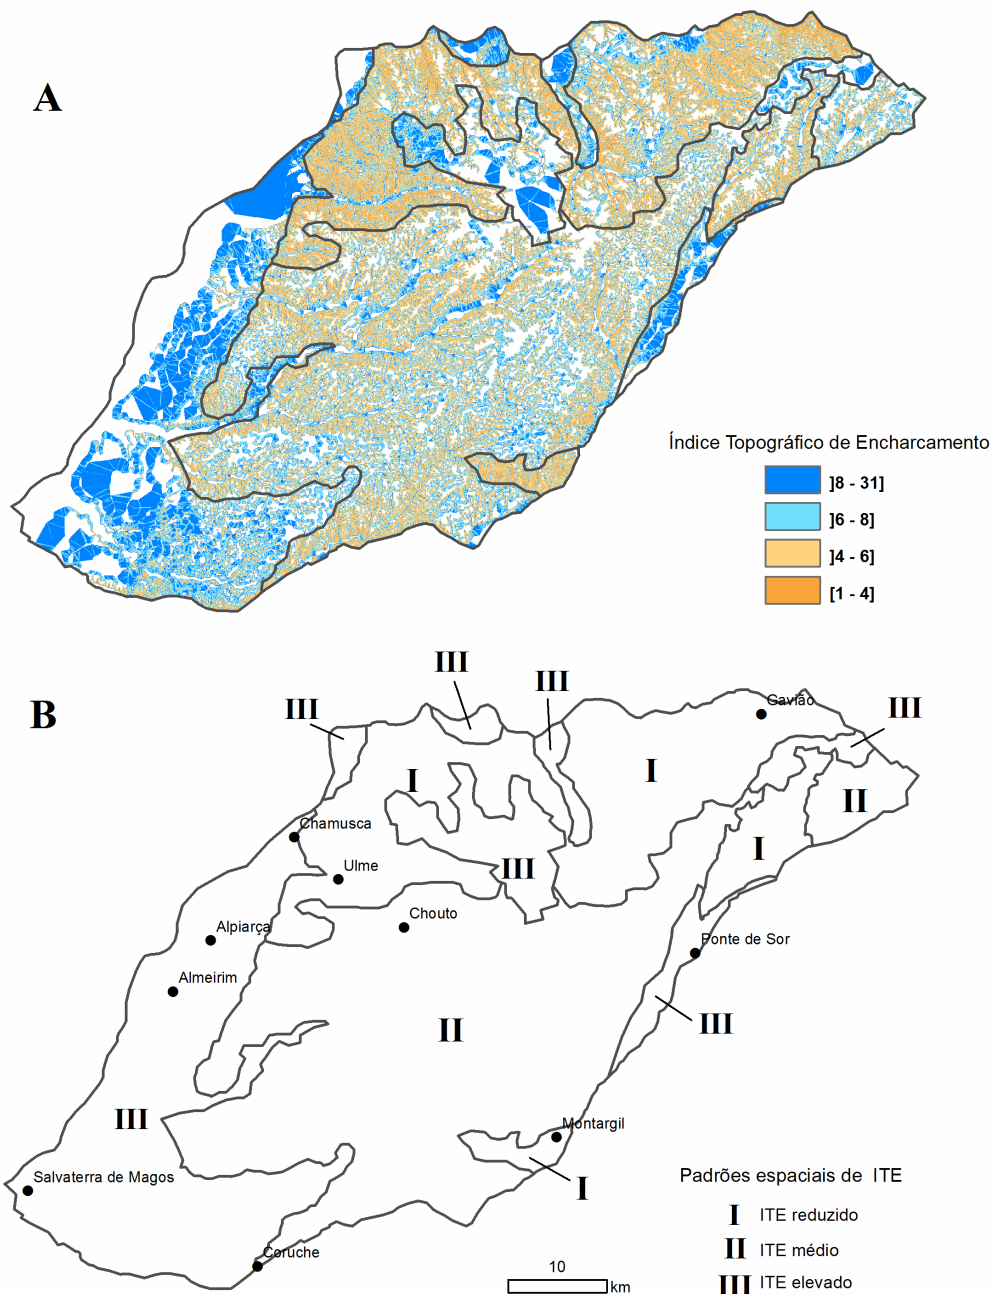 A
Índice Topográfico de Encharcamento
]8 - 31]
]6 - 8]
]4 - 6]
[1 - 4]
B
III
III
III
Gavião
III
I
I
II
Chamusca
I
Ulme
III
Chouto
Alpiarça
Ponte de Sor
Almeirim
III
II
III
Montargil
Salvaterra de Magos
I
Padrões espaciais de ITE
I ITE reduzido
II ITE médio
III ITE elevado
Coruche
10
km